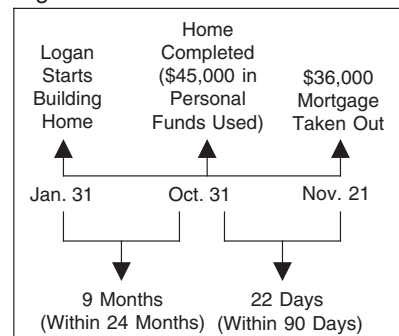 Logan
Starts
Building
Home
Home
Completed
($45,000 in
Personal
Funds Used)
$36,000
Mortgage
Taken Out
Jan. 31
Oct. 31
Nov. 21
9 Months
(Within 24 Months)
22 Days
(Within 90 Days)